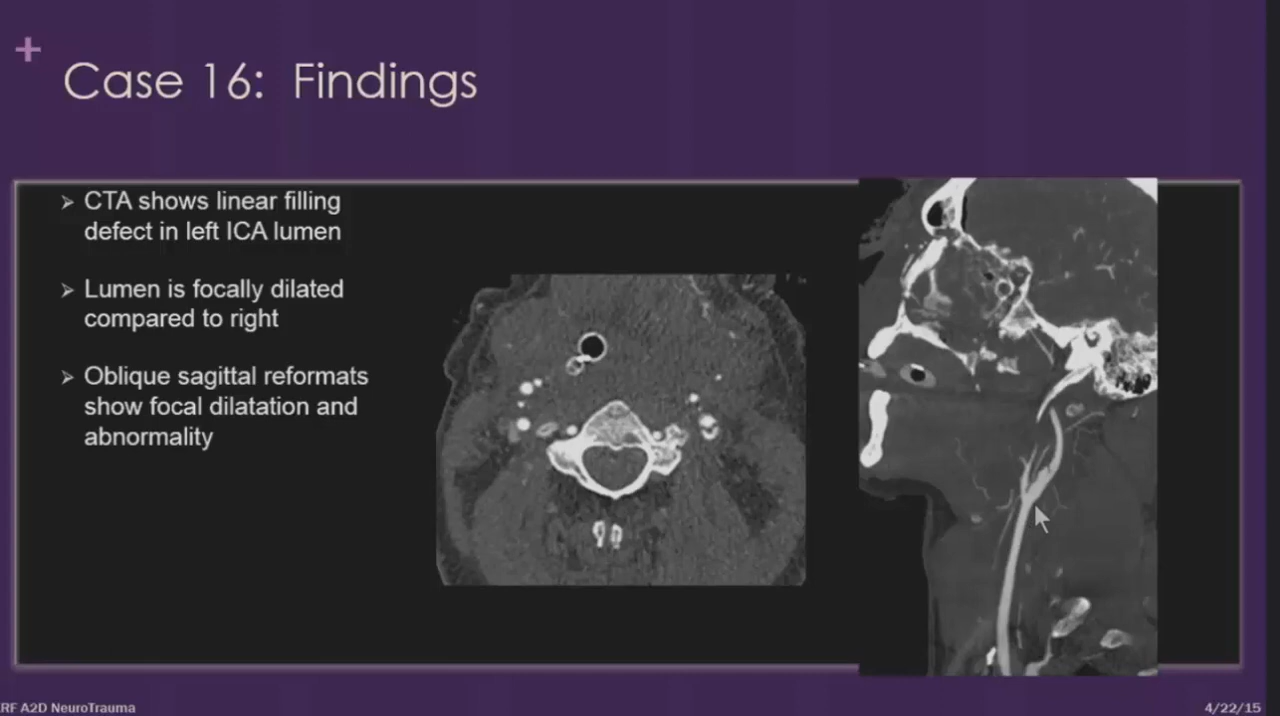 +
Case 16: Findings
➢ CTA shows linear filling
defect in left ICA lumen
➢ Lumen is focally dilated
compared to right
➢ Oblique sagittal reformats
show focal dilatation and
abnormality
RF A2D NeuroTrauma
4/22/15